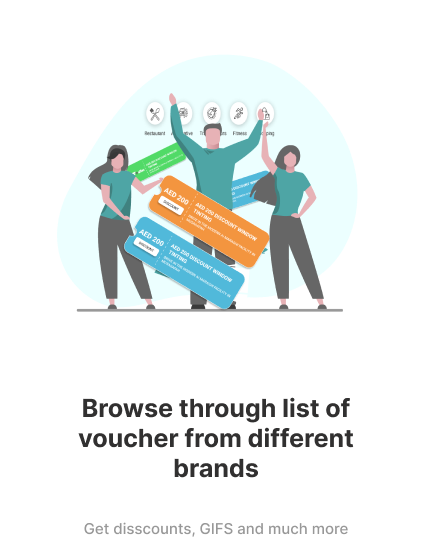 Restaurant
Fitness
AED 200
DISCOUNT
AED 200 DISCOUNT WINDOW
TINTING
AED 200
DISCOUNT
AED 200 DISCOUNT WINDOW
TINTING
Browse through list of
voucher from different
brands
Get disscounts, GIFS and much more